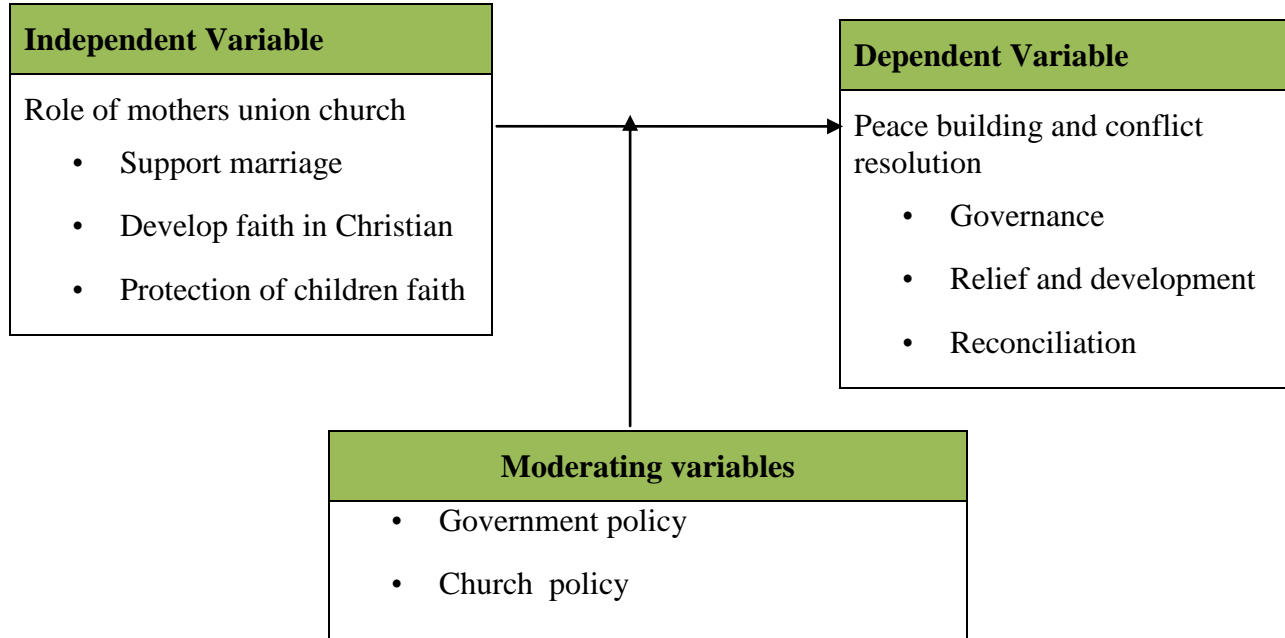 Independent Variable
Role of mothers union church
• Support marriage
• Develop faith in Christian
• Protection of children faith
Dependent Variable
Peace building and conflict
resolution
• Governance
• Relief and development
• Reconciliation
Moderating variables
• Government policy
• Church policy